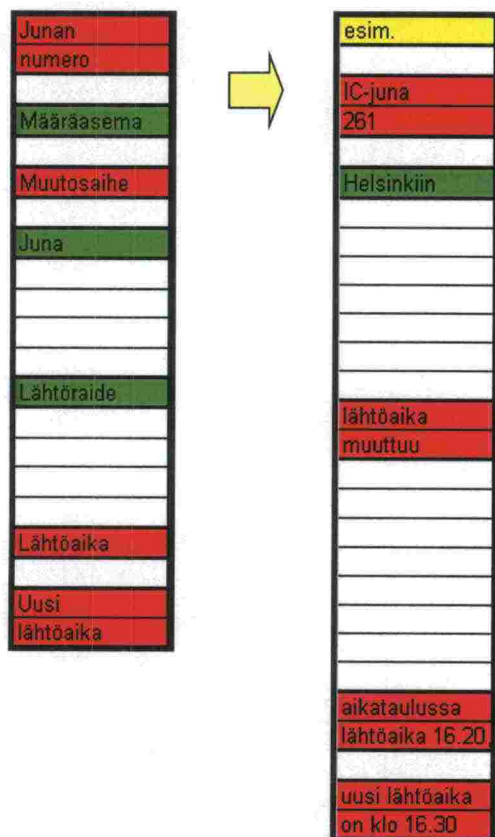 Junan
numero
Määräasema
Muutosaihe
Juna
Lähtöraide
Lähtöaika
Uusi
lähtöaika
esim.
IC-juna
261
Helsinkiin
lähtöaika
muuttuu
aikataulussa
lähtöaika 16.20.
uusi lähtöaika
on klo 16.30